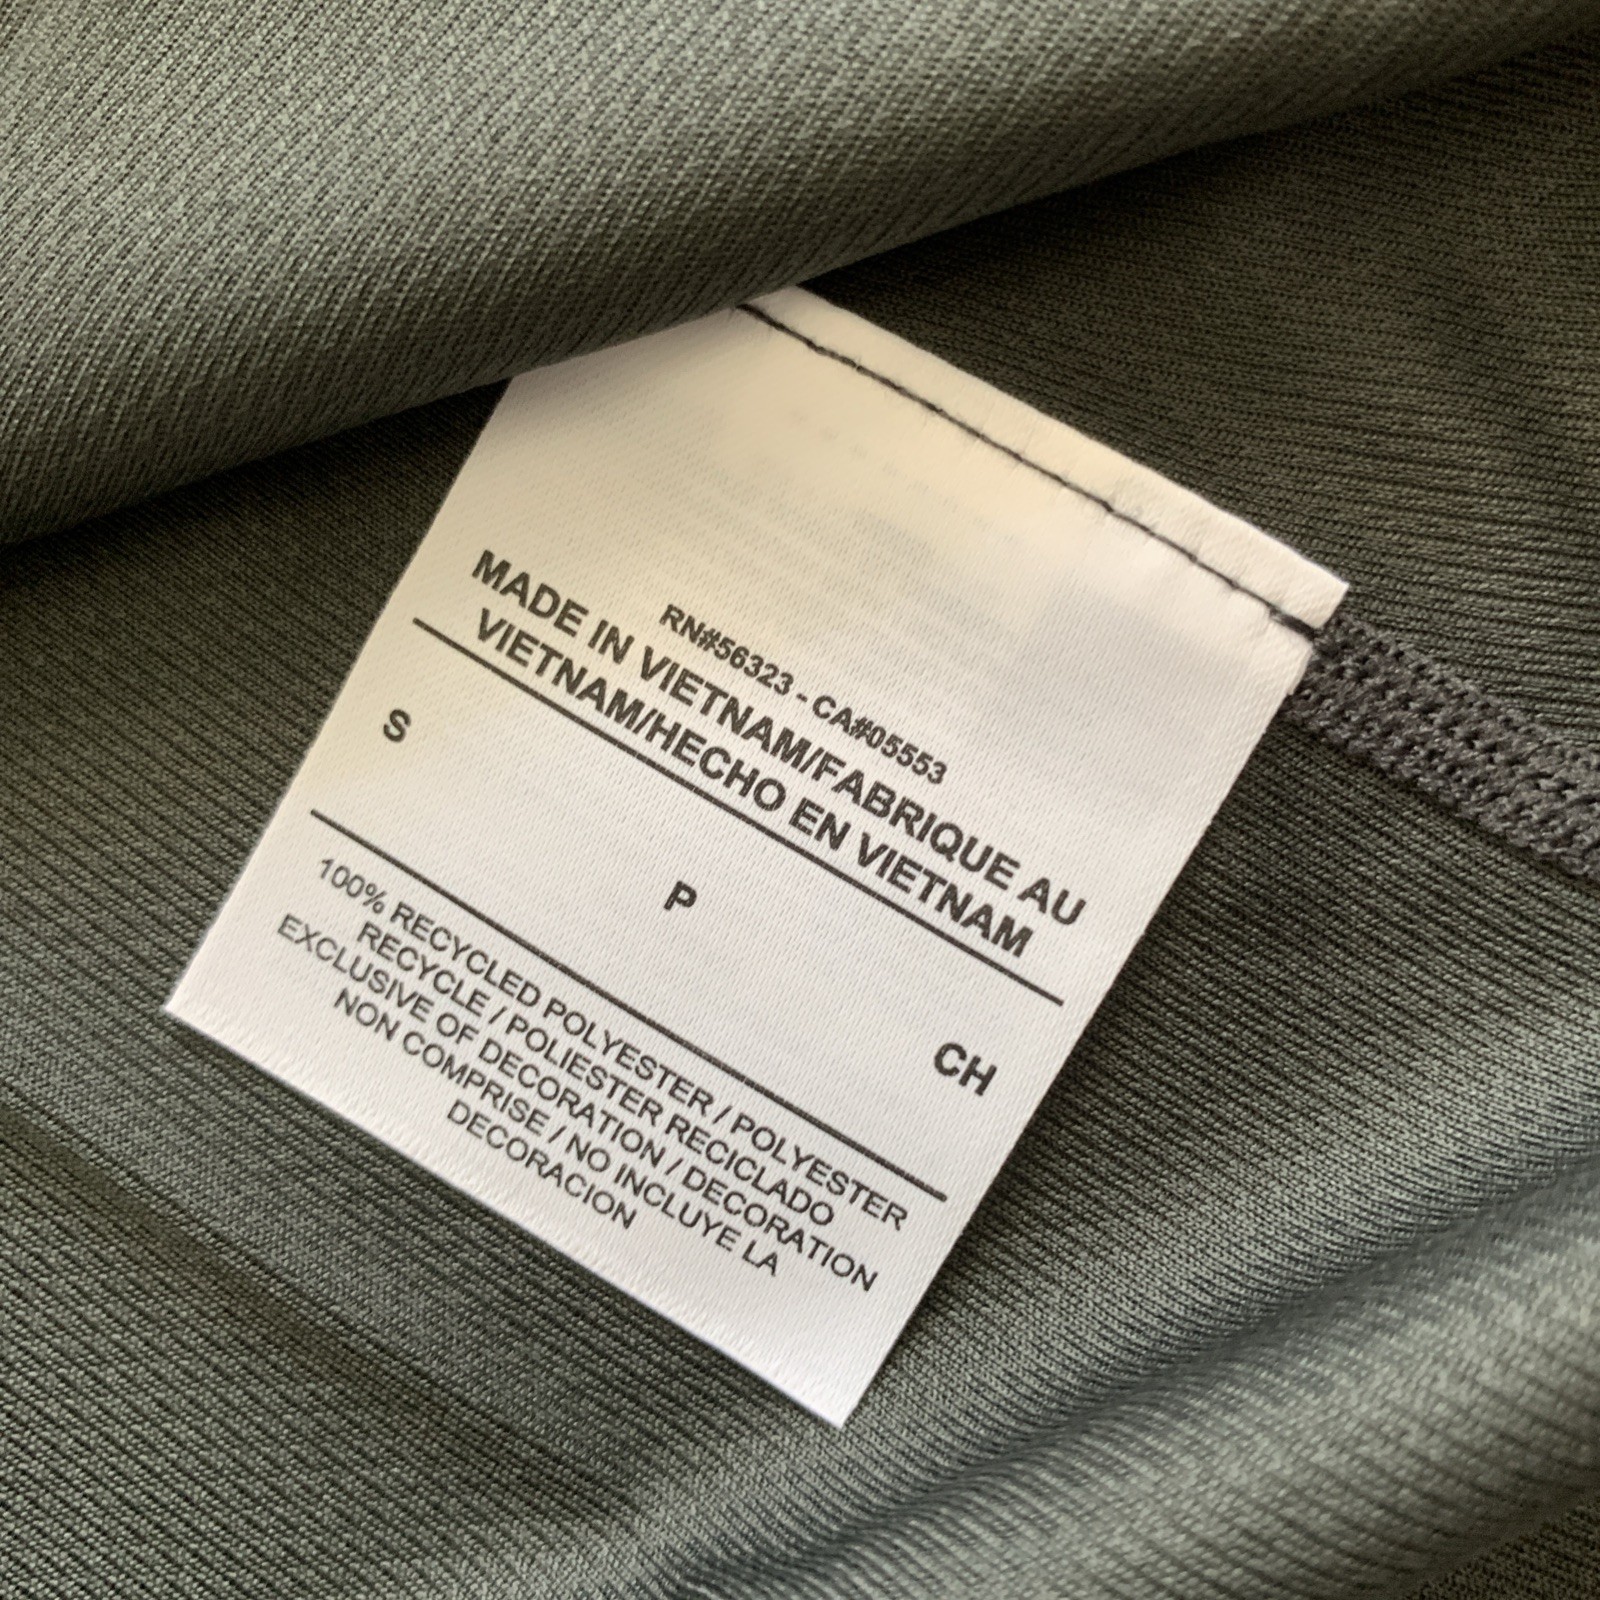 RN#56323 - CA#05553
MADE IN VIETNAM/FABRIQUE AU
VIETNAM/HECHO EN VIETNAM
S P CH
100% RECYCLED POLYESTER / POLYESTER
RECYCLE / POLIESTER RECICLADO
EXCLUSIVE OF DECORATION / DECORATION
NON COMPRISE / NO INCLUYE LA
DECORACION